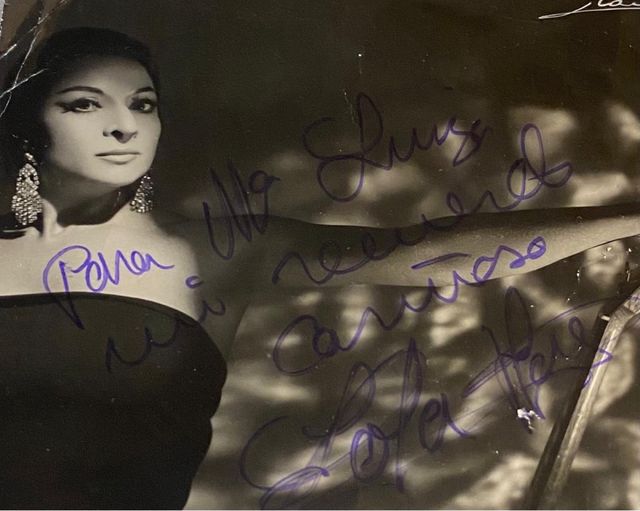 Para Mª Luisa
mi recuerdo
cariñoso
Lola Flores